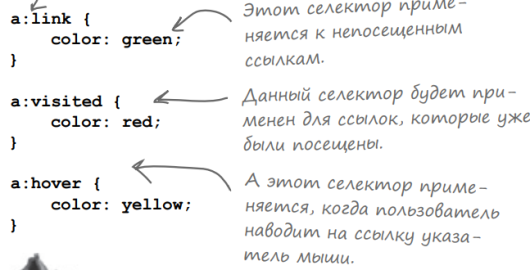 a:link {
color: green;
}
Этот селектор приме-
няется к непосещенным
ссылкам.
a:visited {
color: red;
}
Данный селектор будет при-
менен для ссылок, которые уже
были посещены.
a:hover {
color: yellow;
}
А этот селектор приме-
няется, когда пользователь
наводит на ссылку указа-
тель мыши.